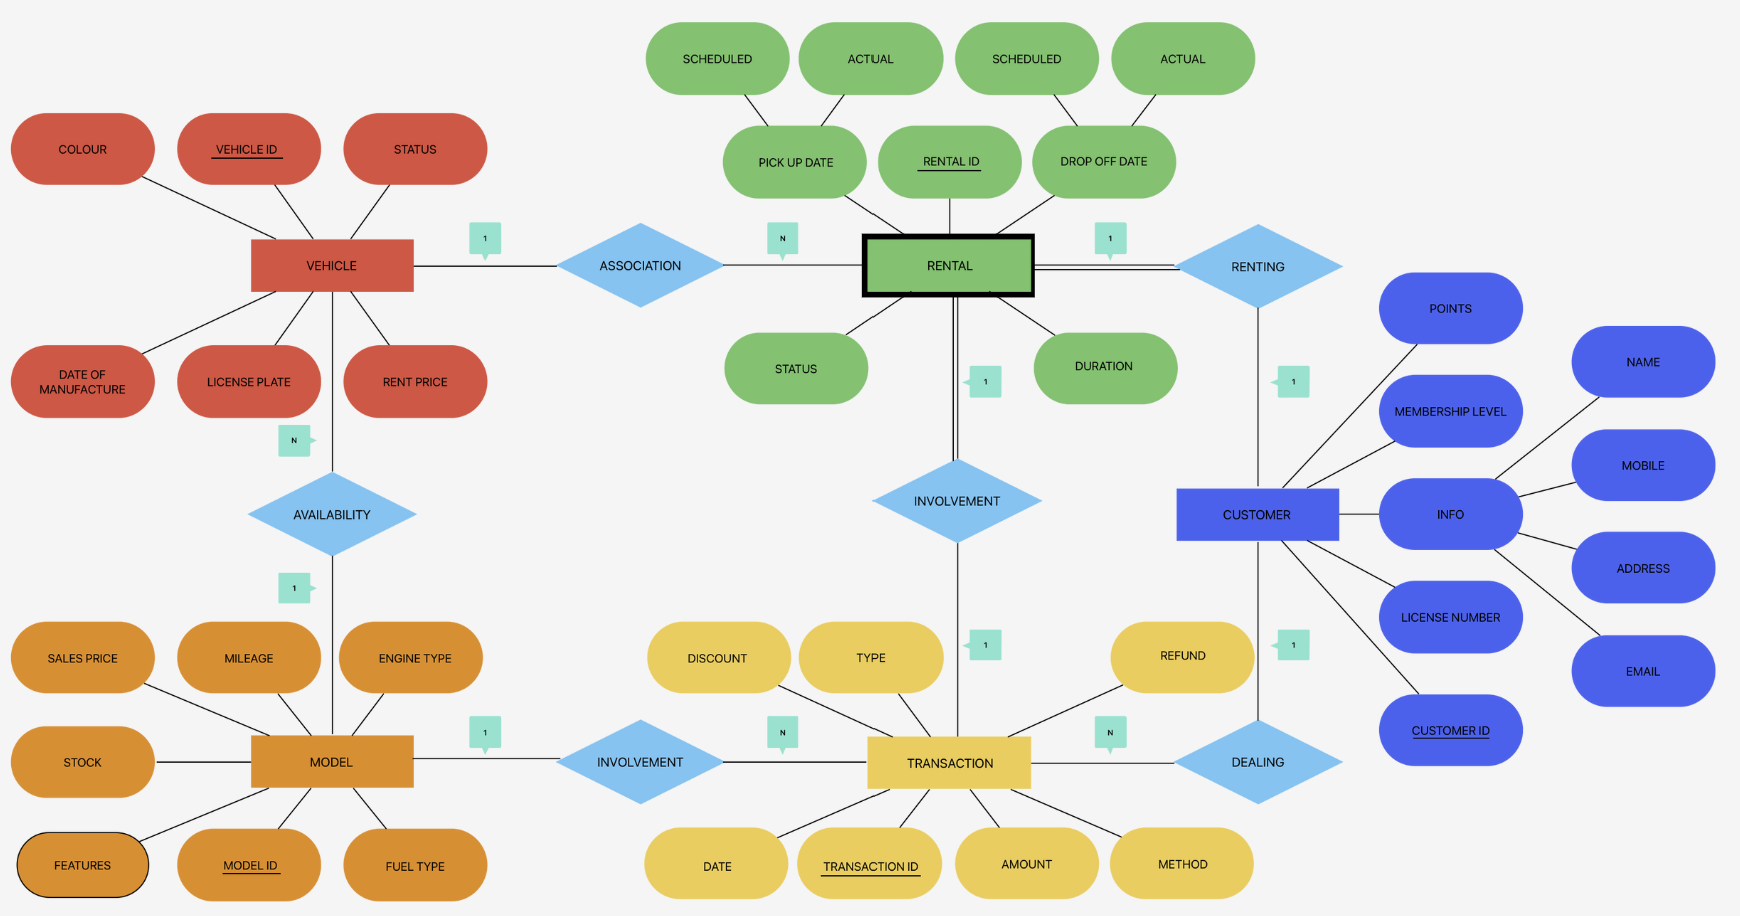 SCHEDULED
ACTUAL
SCHEDULED
ACTUAL
COLOUR
VEHICLE ID
STATUS
PICK UP DATE
RENTAL ID
DROP OFF DATE
1
N
1
VEHICLE
ASSOCIATION
RENTAL
RENTING
POINTS
NAME
DATE OF
MANUFACTURE
LICENSE PLATE
RENT PRICE
STATUS
DURATION
1
1
MEMBERSHIP LEVEL
N
MOBILE
AVAILABILITY
INVOLVEMENT
CUSTOMER
INFO
ADDRESS
1
LICENSE NUMBER
SALES PRICE
MILEAGE
ENGINE TYPE
DISCOUNT
TYPE
1
REFUND
1
EMAIL
1
N
N
CUSTOMER ID
STOCK
MODEL
INVOLVEMENT
TRANSACTION
DEALING
FEATURES
MODEL ID
FUEL TYPE
DATE
TRANSACTION ID
AMOUNT
METHOD